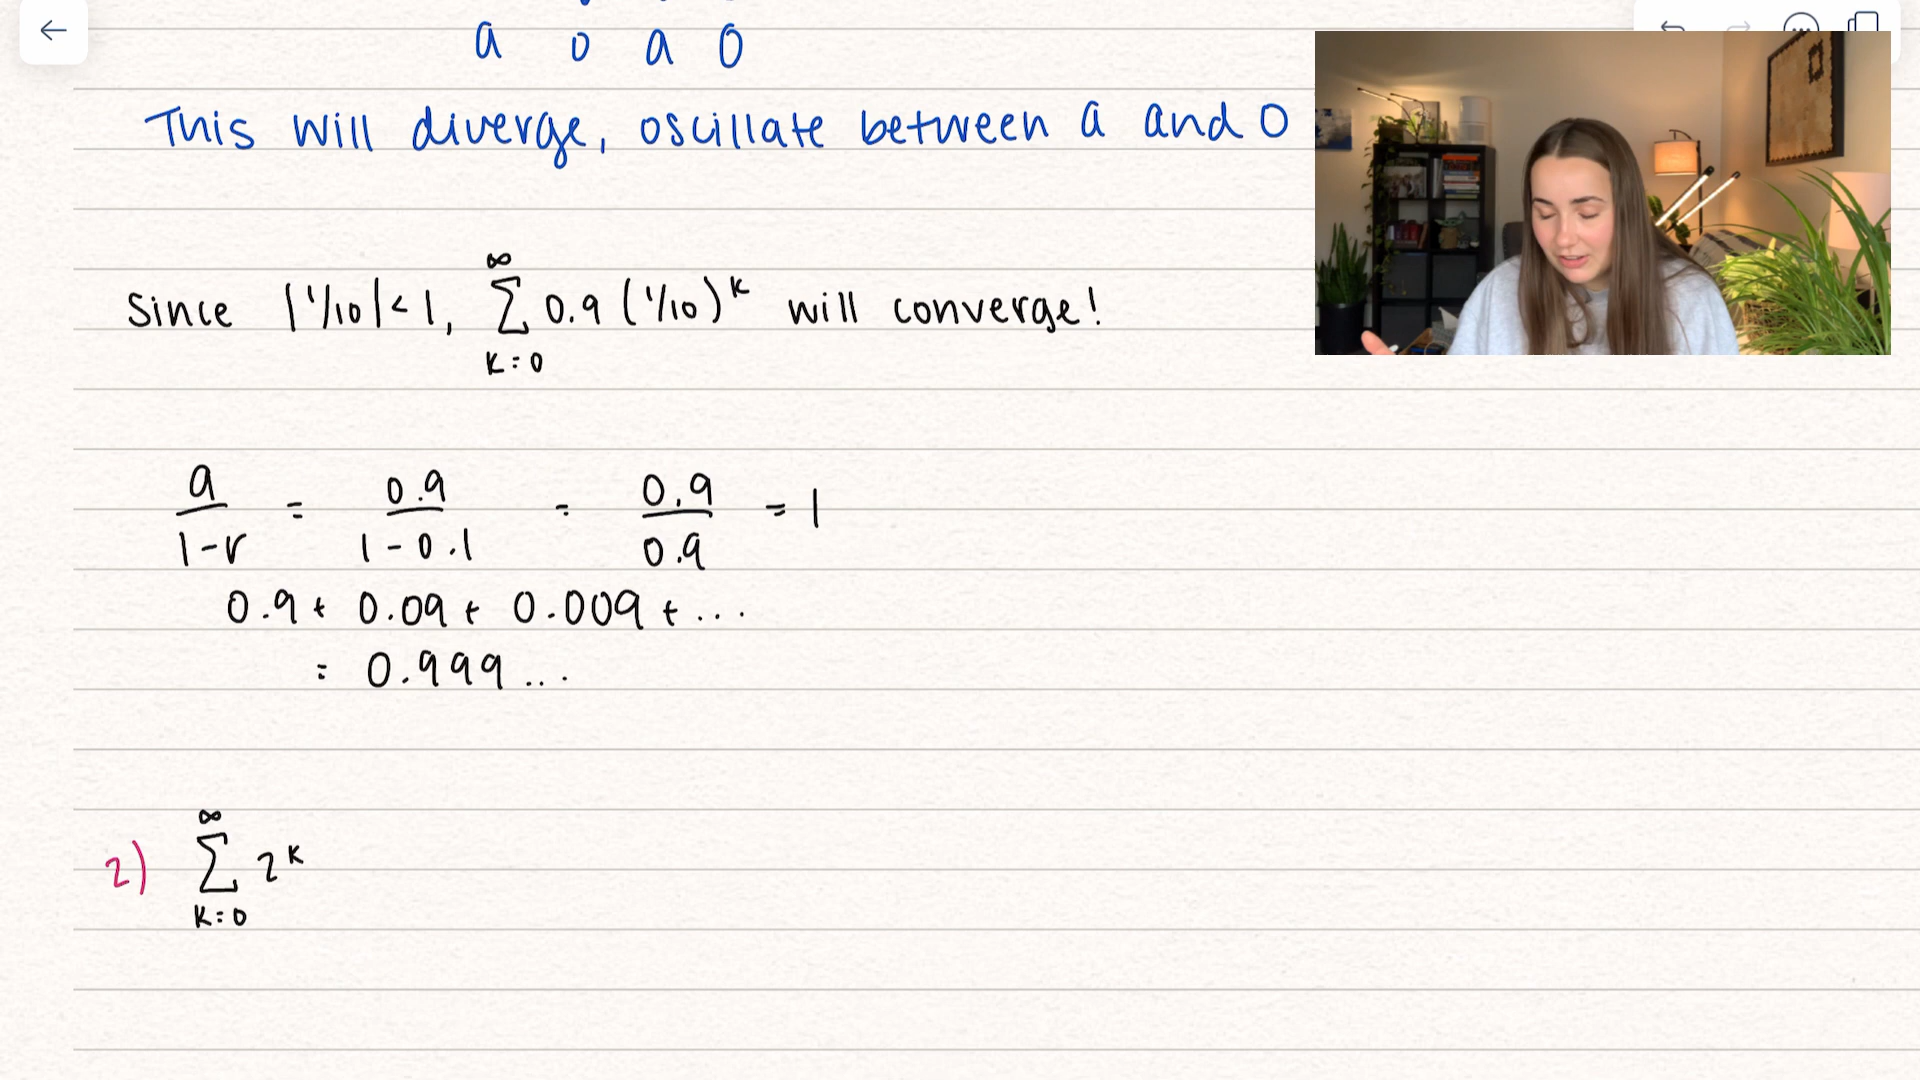 a 0 a 0
This will diverge, oscillate between a and 0
Since |1/10| < 1, ∑_{k=0}^{∞} 0.9 (1/10)^k will converge!
a/(1-r) = 0.9/(1-0.1) = 0.9/0.9 = 1
0.9 + 0.09 + 0.009 + ...
= 0.999...
2) ∑_{k=0}^{∞} 2^k